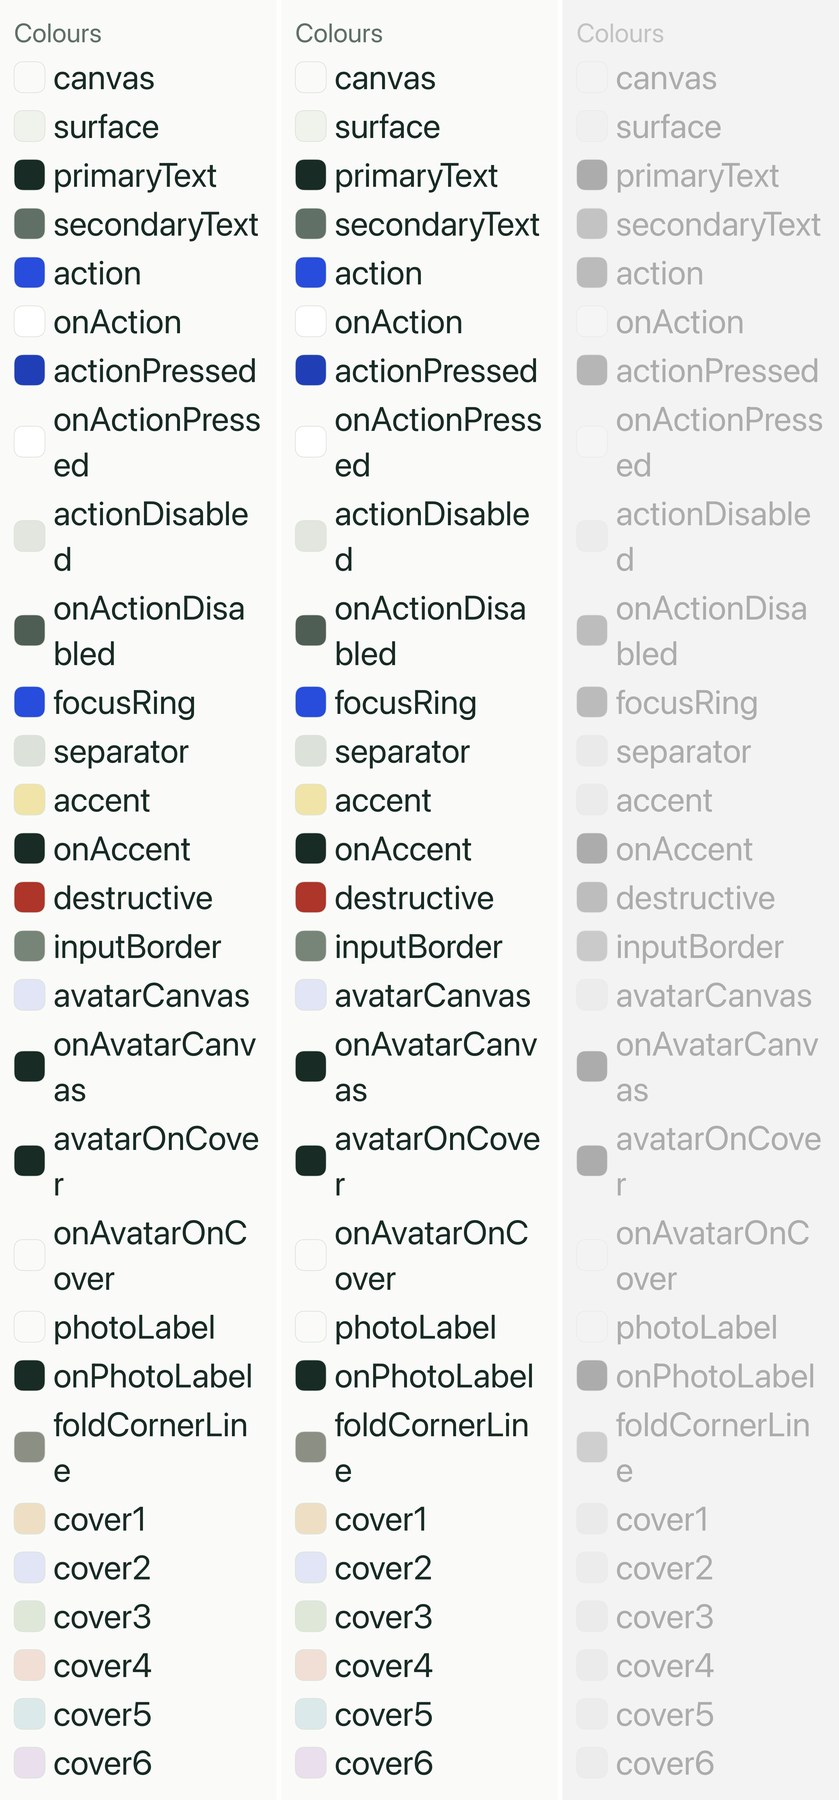 Colours
canvas
surface
primaryText
secondaryText
action
onAction
actionPressed
onActionPress
ed
actionDisable
d
onActionDisa
bled
focusRing
separator
accent
onAccent
destructive
inputBorder
avatarCanvas
onAvatarCanv
as
avatarOnCove
r
onAvatarOnC
over
photoLabel
onPhotoLabel
foldCornerLin
e
cover1
cover2
cover3
cover4
cover5
cover6
Colours
canvas
surface
primaryText
secondaryText
action
onAction
actionPressed
onActionPress
ed
actionDisable
d
onActionDisa
bled
focusRing
separator
accent
onAccent
destructive
inputBorder
avatarCanvas
onAvatarCanv
as
avatarOnCove
r
onAvatarOnC
over
photoLabel
onPhotoLabel
foldCornerLin
e
cover1
cover2
cover3
cover4
cover5
cover6
Colours
canvas
surface
primaryText
secondaryText
action
onAction
actionPressed
onActionPress
ed
actionDisable
d
onActionDisa
bled
focusRing
separator
accent
onAccent
destructive
inputBorder
avatarCanvas
onAvatarCanv
as
avatarOnCove
r
onAvatarOnC
over
photoLabel
onPhotoLabel
foldCornerLin
e
cover1
cover2
cover3
cover4
cover5
cover6